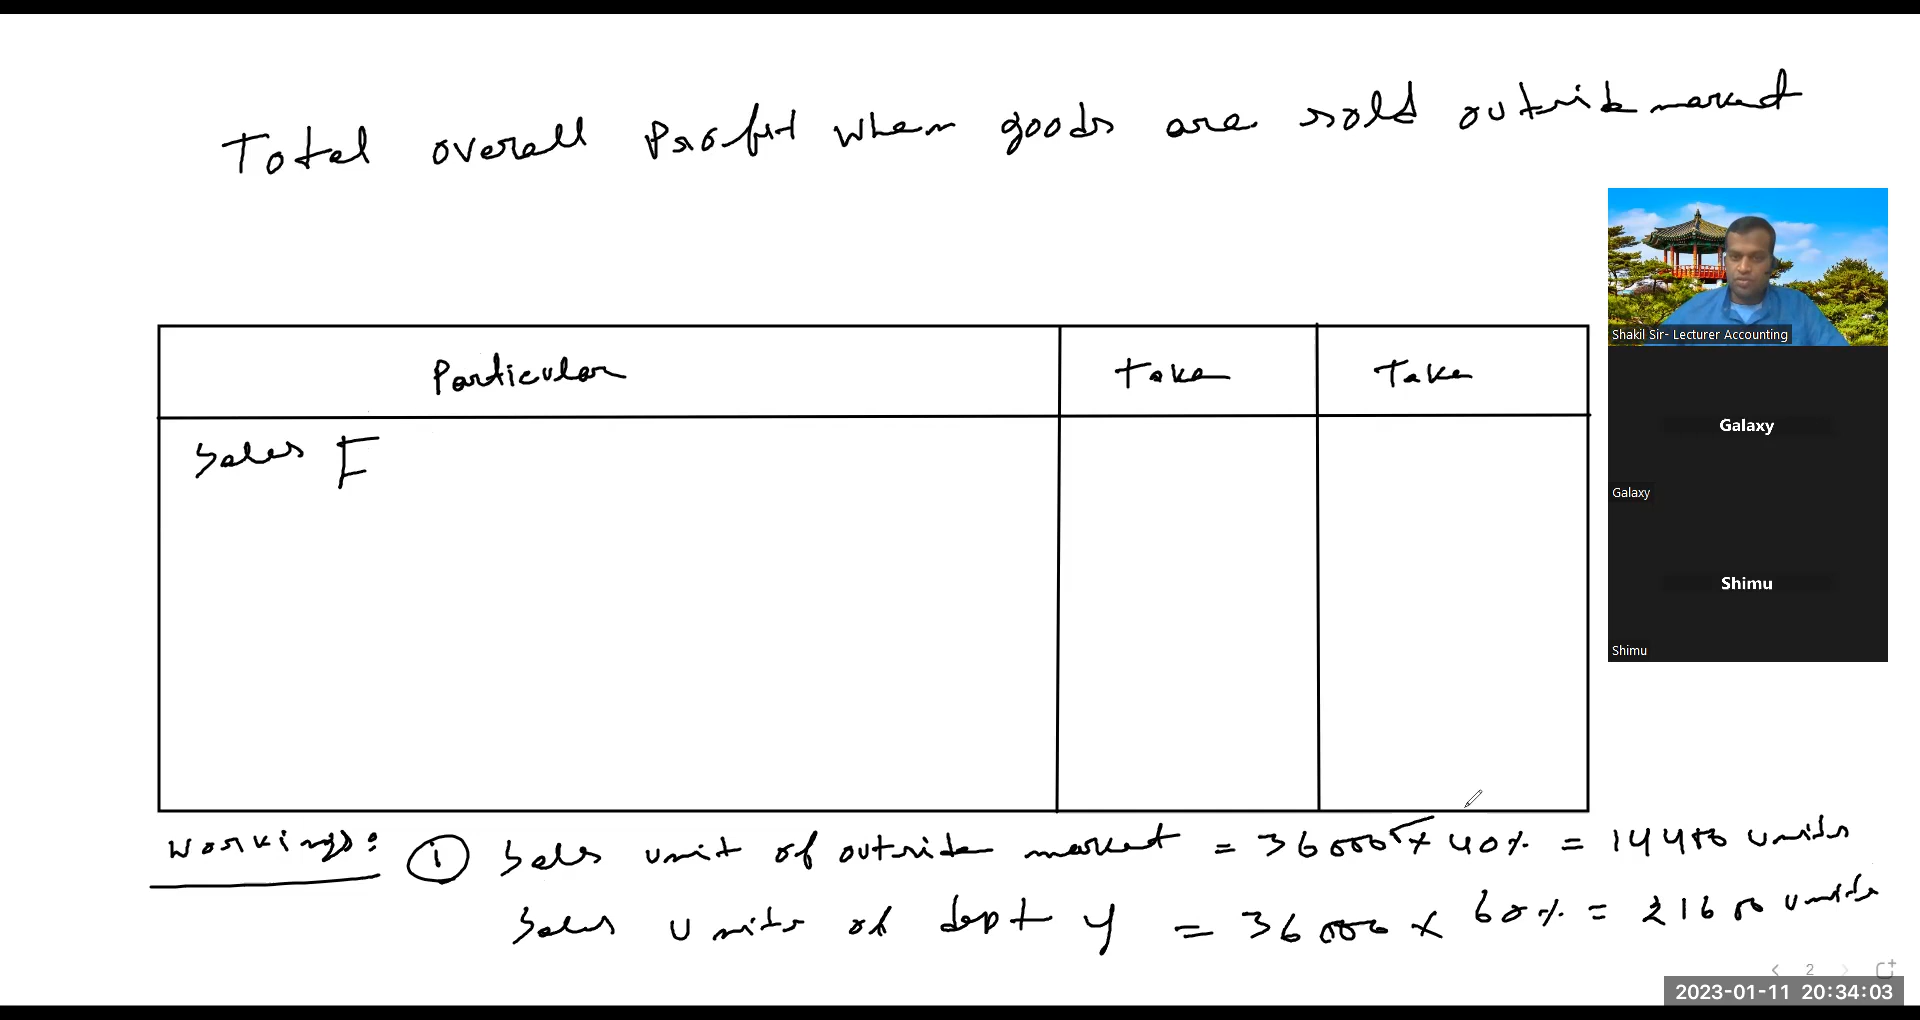 Total overall Profit when goods are sold outside market
Particular Taka Taka
Sales [
Workings: ① Sales unit of outside market = 36000 x 40% = 14400 units
Sales units of dept y = 36000 x 60% = 21600 units
Shakil Sir- Lecturer Accounting
Galaxy
Galaxy
Shimu
Shimu
2
2023-01-11 20:34:03